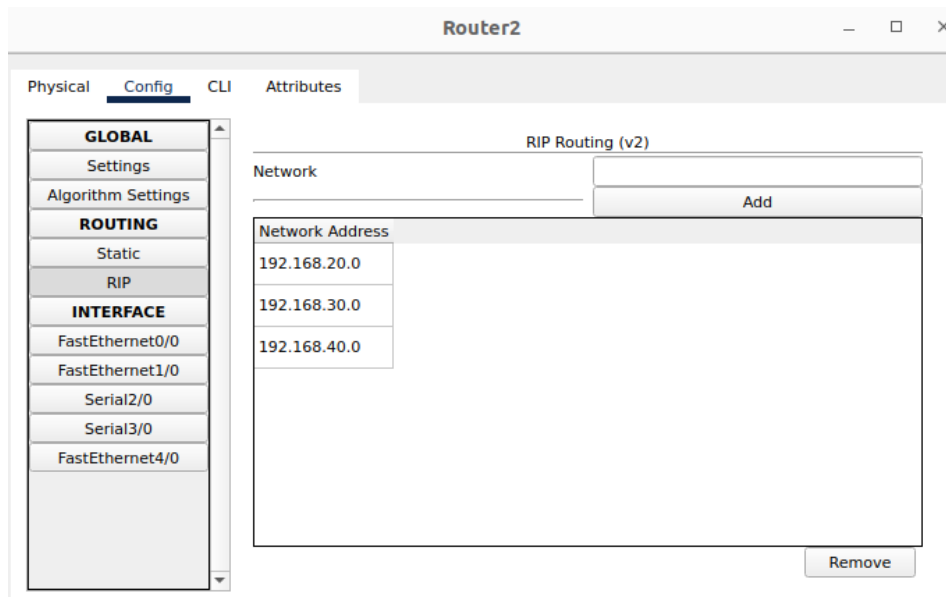 Router2
Physical Config CLI Attributes
GLOBAL
Settings
Algorithm Settings
ROUTING
Static
RIP
INTERFACE
FastEthernet0/0
FastEthernet1/0
Serial2/0
Serial3/0
FastEthernet4/0
RIP Routing (v2)
Network
Add
Network Address
192.168.20.0
192.168.30.0
192.168.40.0
Remove